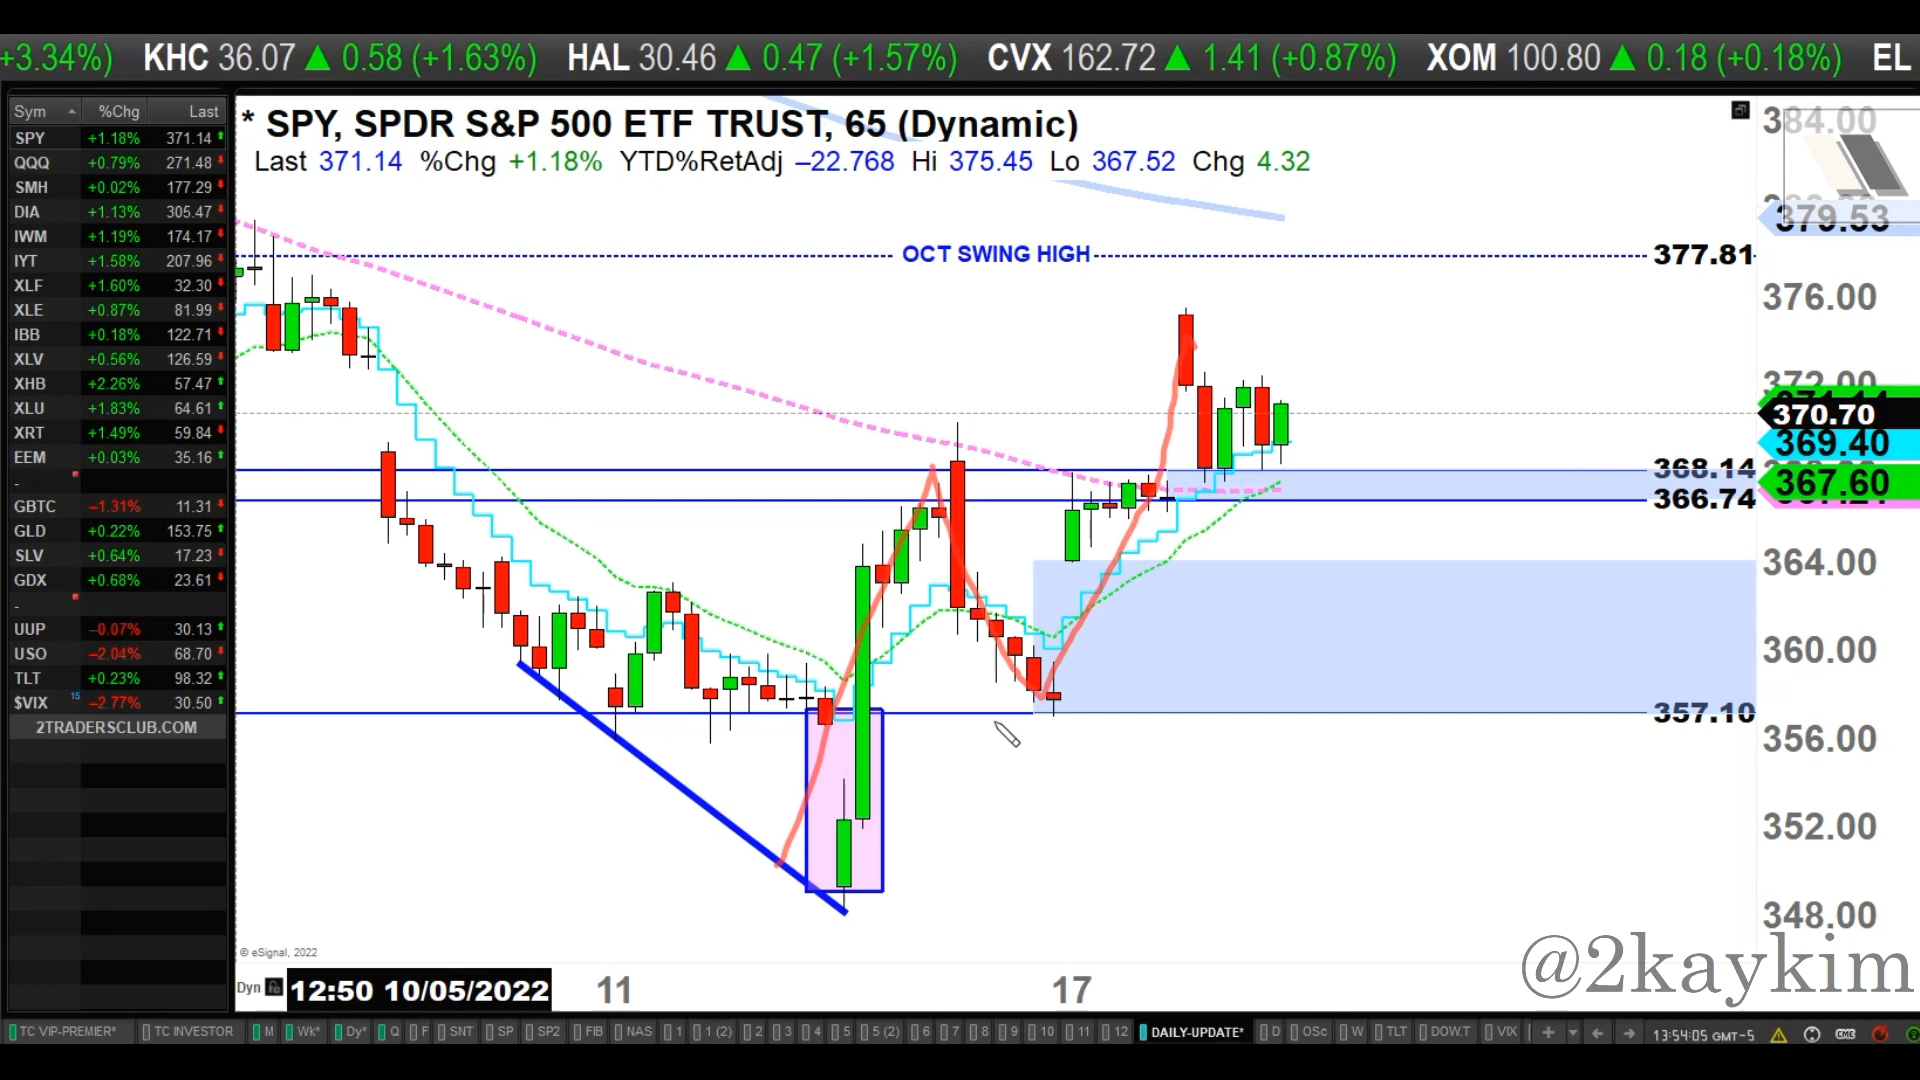 +3.34%) KHC 36.07 ▲ 0.58 (+1.63%) HAL 30.46 ▲ 0.47 (+1.57%) CVX 162.72 ▲ 1.41 (+0.87%) XOM 100.80 ▲ 0.18 (+0.18%) EL
Sym %Chg Last
SPY +1.18% 371.14
QQQ +0.79% 271.48
SMH +0.02% 177.29
DIA +1.13% 305.47
IWM +1.19% 174.17
IYT +1.58% 207.96
XLF +1.60% 32.30
XLE +0.87% 81.99
IBB +0.18% 122.71
XLV +0.56% 126.59
XHB +2.26% 57.47
XLU +1.83% 64.61
XRT +1.49% 59.84
EEM +0.03% 35.16
-
GBTC -1.31% 11.31
GLD +0.22% 153.75
SLV +0.64% 17.23
GDX +0.68% 23.61
-
UUP -0.07% 30.13
USO -2.04% 68.70
TLT +0.23% 98.32
$VIX 15 -2.77% 30.50
2TRADERSCLUB.COM
* SPY, SPDR S&P 500 ETF TRUST, 65 (Dynamic)
Last 371.14 %Chg +1.18% YTD%RetAdj -22.768 Hi 375.45 Lo 367.52 Chg 4.32
OCT SWING HIGH
377.81
368.14
366.74
357.10
384.00
379.53
376.00
372.00
370.70
369.40
367.60
364.00
360.00
356.00
352.00
348.00
© eSignal, 2022
@2kaykim
Dyn 12:50 10/05/2022 11 17
TC VIP-PREMIER* TC INVESTOR M Wk* Dy* Q F SNT SP SP2 FIB NAS 1 1 (2) 2 3 4 5 5 (2) 6 7 8 9 10 11 12 DAILY-UPDATE* D OSc W TLT DOW.T VIX 13:54:05 GMT-5 CME